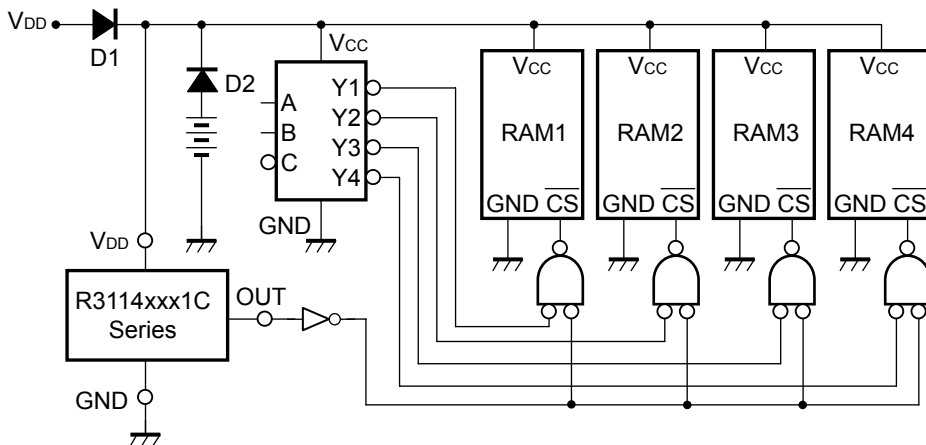 VDD
D1
D2
VCC
A
B
C
Y1
Y2
Y3
Y4
GND
VCC
RAM1
GND CS
VCC
RAM2
GND CS
VCC
RAM3
GND CS
VCC
RAM4
GND CS
VDD
R3114xxx1C
Series
OUT
GND